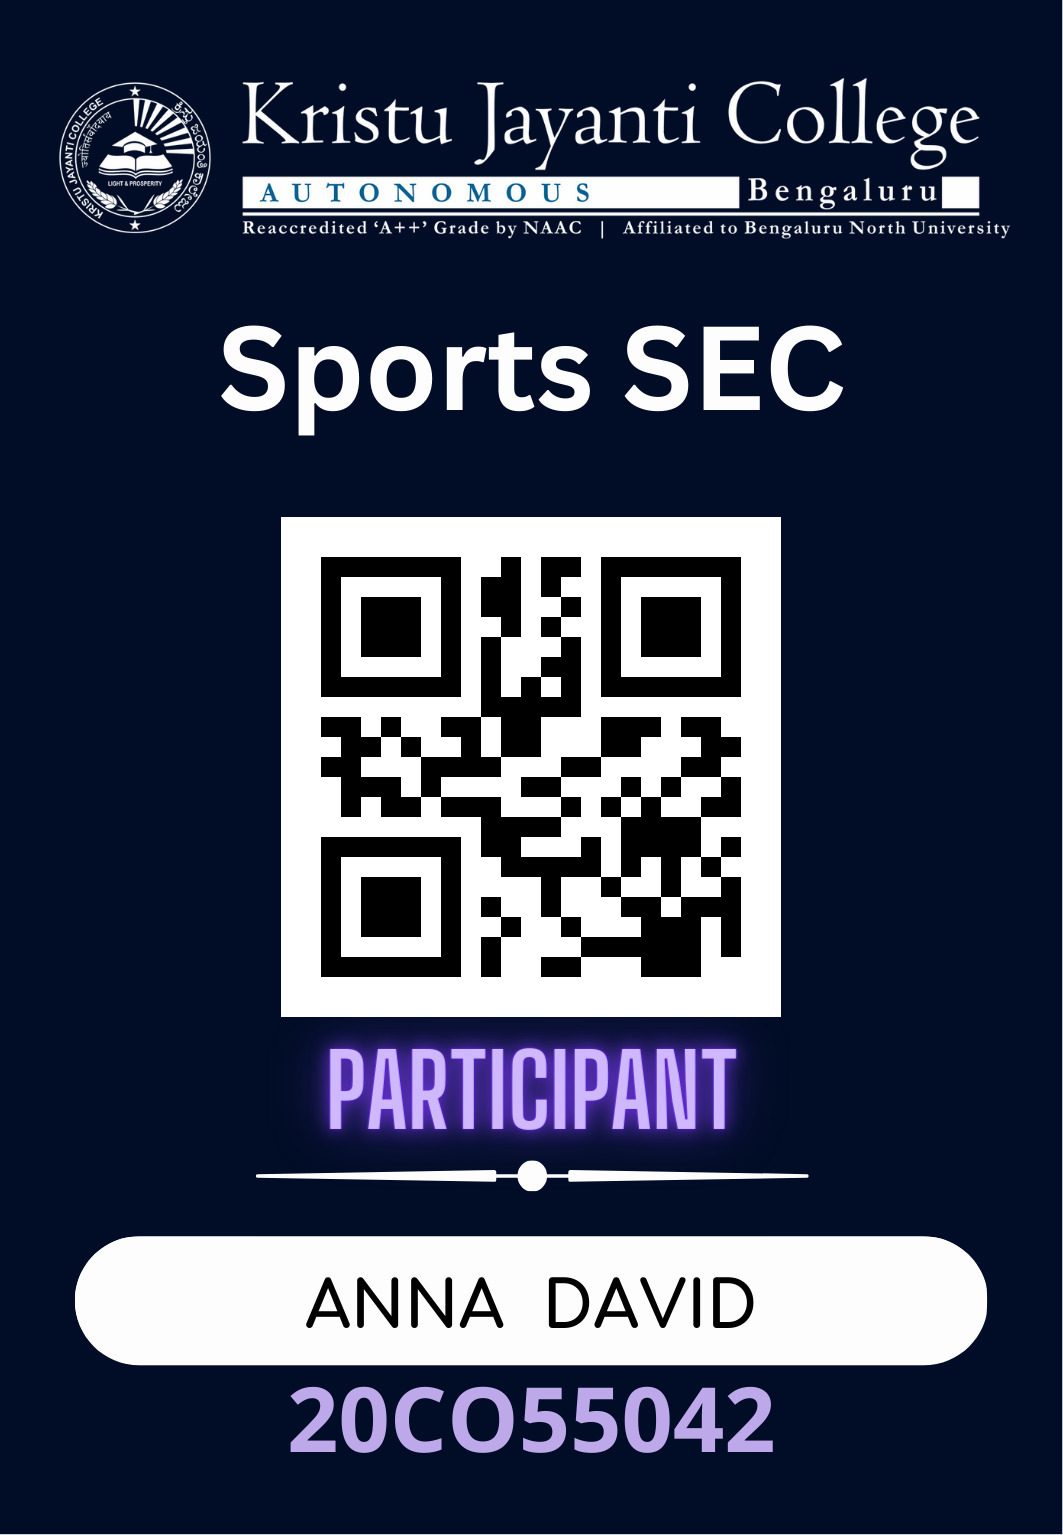 Kristu Jayanti College
AUTONOMOUS Bengaluru
Reaccredited ‘A++’ Grade by NAAC | Affiliated to Bengaluru North University
KRISTU JAYANTI COLLEGE
LIGHT & PROSPERITY
Sports SEC
PARTICIPANT
ANNA DAVID
20CO55042